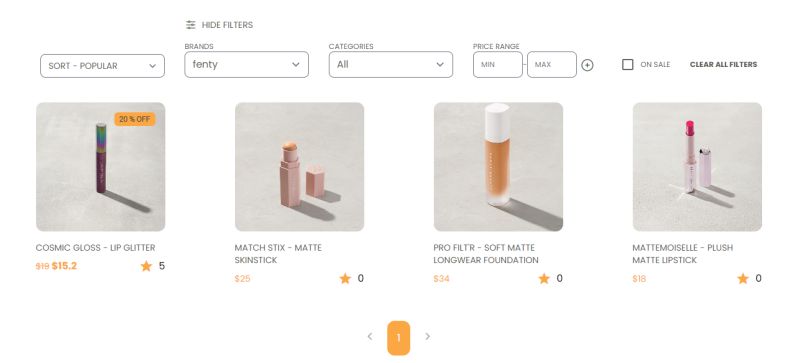 HIDE FILTERS
BRANDS
CATEGORIES
PRICE RANGE
SORT - POPULAR
fenty
All
MIN
-
MAX
ON SALE
CLEAR ALL FILTERS
20 % OFF
COSMIC GLOSS - LIP GLITTER
$19 $15.2
5
MATCH STIX - MATTE
SKINSTICK
$25
0
PRO FILT'R - SOFT MATTE
LONGWEAR FOUNDATION
$34
0
MATTEMOISELLE - PLUSH
MATTE LIPSTICK
$18
0
1